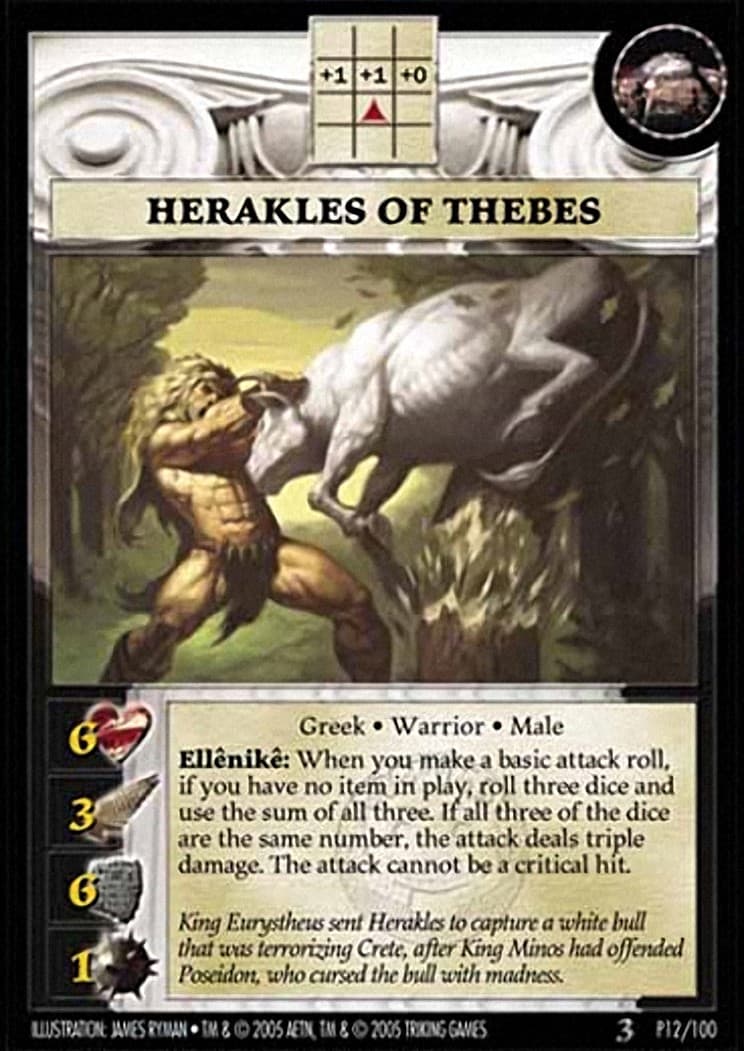 +1 +1 +0
HERAKLES OF THEBES
Greek • Warrior • Male
Ellênikê: When you make a basic attack roll,
if you have no item in play, roll three dice and
use the sum of all three. If all three of the dice
are the same number, the attack deals triple
damage. The attack cannot be a critical hit.
6
3
6
1
King Eurystheus sent Herakles to capture a white bull
that was terrorizing Crete, after King Minos had offended
Poseidon, who cursed the bull with madness.
ILLUSTRATION: JAMES RYMAN • TM & © 2005 AETN, TM & © 2005 TRIKING GAMES 3 P12/100